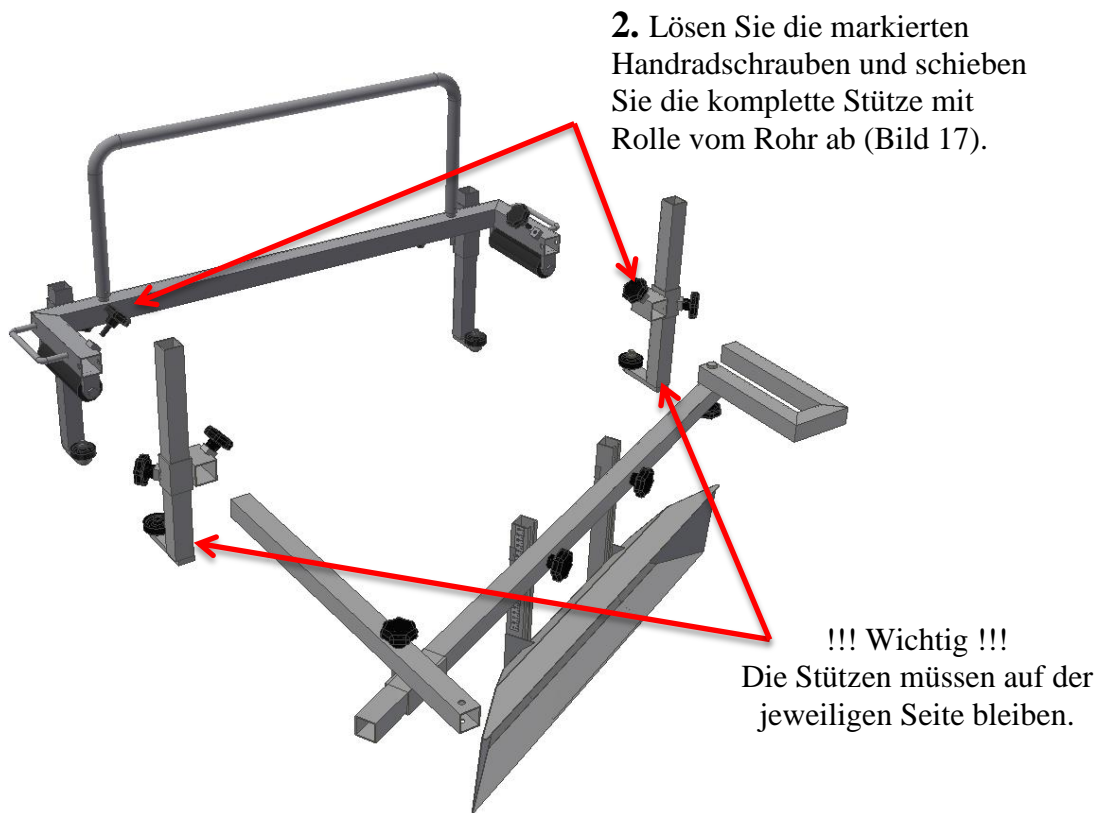 2. Lösen Sie die markierten
Handradschrauben und schieben
Sie die komplette Stütze mit
Rolle vom Rohr ab (Bild 17).
!!! Wichtig !!!
Die Stützen müssen auf der
jeweiligen Seite bleiben.